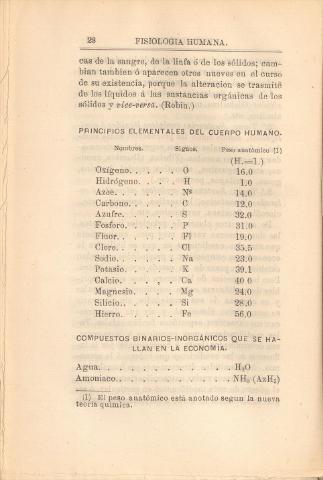 28 FISIOLOGIA HUMANA.
cas de la sangre, de la linfa ó de los sólidos; cam-
bian tambien ó aparecen otros nuevos en el curso
de su existencia, porque la alteracion se trasmite
de los líquidos á las sustancias orgánicas de los
sólidos y vice-versa. (Robin.)
PRINCIPIOS ELEMENTALES DEL CUERPO HUMANO.
Nombres. Signos. Peso anatómico (1)
(H.=1.)
Oxígeno. . . . . O 16.0
Hidrógeno. . . . H 1.0
Azoe. . . . . . 14.0
Carbono. . . . . C 12.0
Azufre. . . . . S 32.0
Fosforo. . . . . P 31.0
Fluor. . . . . . Fl 19.0
Cloro. . . . . . Cl 35.5
Sodio. . . . . . Na 23.0
Potasio. . . . . K 39.1
Calcio. . . . . Ca 40.0
Magnesio. . . . Mg 24.0
Silicio. . . . . Si 28.0
Hierro. . . . . Fe 56.0
COMPUESTOS BINARIOS-INORGÁNICOS QUE SE HA-
LLAN EN LA ECONOMÍA.
Agua. . . . . . . . . . . H₂O
Amoniaco. . . . . . . . . NH₃ (AzH₃)
(1) El peso anatómico está anotado segun la nueva
teoría química.